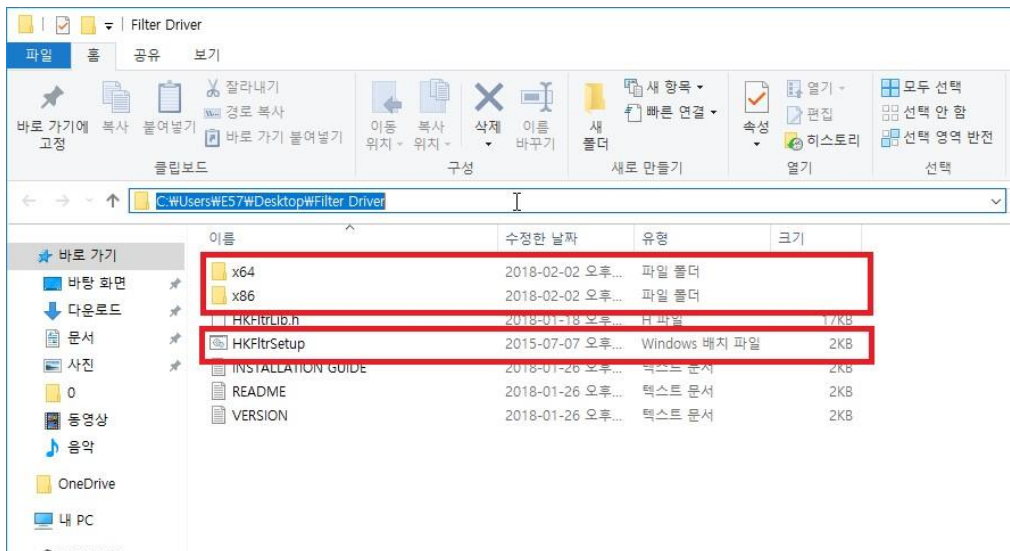 Filter Driver
파일 홈 공유 보기
바로 가기에 고정
복사
붙여넣기
잘라내기
경로 복사
바로 가기 붙여넣기
클립보드
이동 위치
복사 위치
삭제
이름 바꾸기
구성
새 폴더
새 항목
빠른 연결
새로 만들기
속성
열기
편집
히스토리
열기
모두 선택
선택 안 함
선택 영역 반전
선택
C:₩Users₩E57₩Desktop₩Filter Driver
이름 수정한 날짜 유형 크기
바로 가기
바탕 화면
다운로드
문서
사진
0
동영상
음악
OneDrive
내 PC
x64 2018-02-02 오후... 파일 폴더
x86 2018-02-02 오후... 파일 폴더
HKFltrLib.h 2018-01-18 오후... H 파일 17KB
HKFltrSetup 2015-07-07 오후... Windows 배치 파일 2KB
INSTALLATION GUIDE 2018-01-26 오후... 텍스트 문서 2KB
README 2018-01-26 오후... 텍스트 문서 2KB
VERSION 2018-01-26 오후... 텍스트 문서 2KB